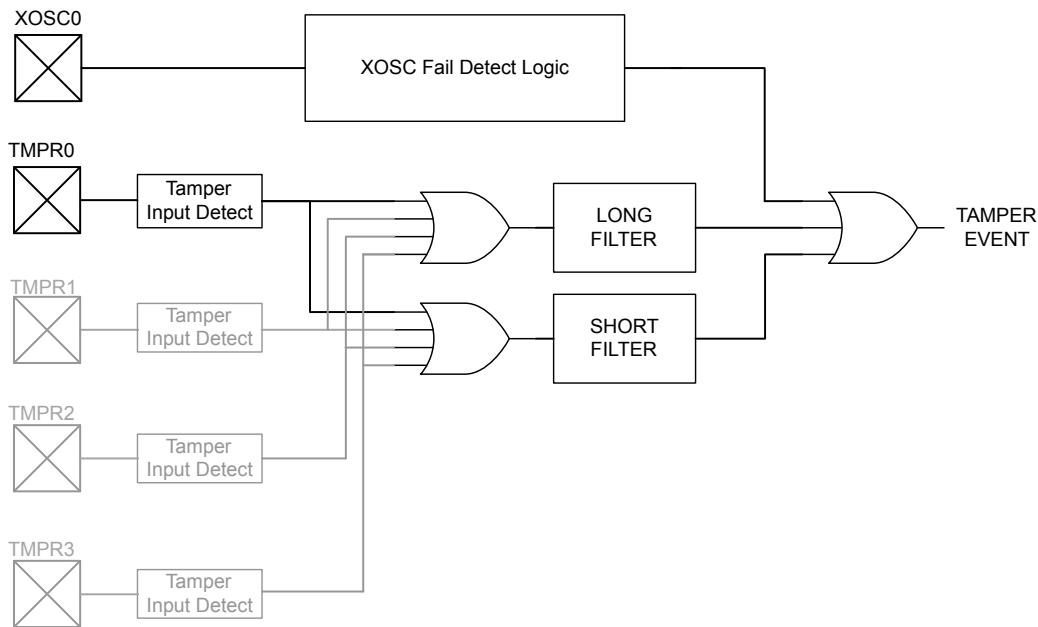 XOSC0
XOSC Fail Detect Logic
TMPR0
Tamper
Input Detect
LONG
FILTER
TAMPER
EVENT
TMPR1
Tamper
Input Detect
SHORT
FILTER
TMPR2
Tamper
Input Detect
TMPR3
Tamper
Input Detect